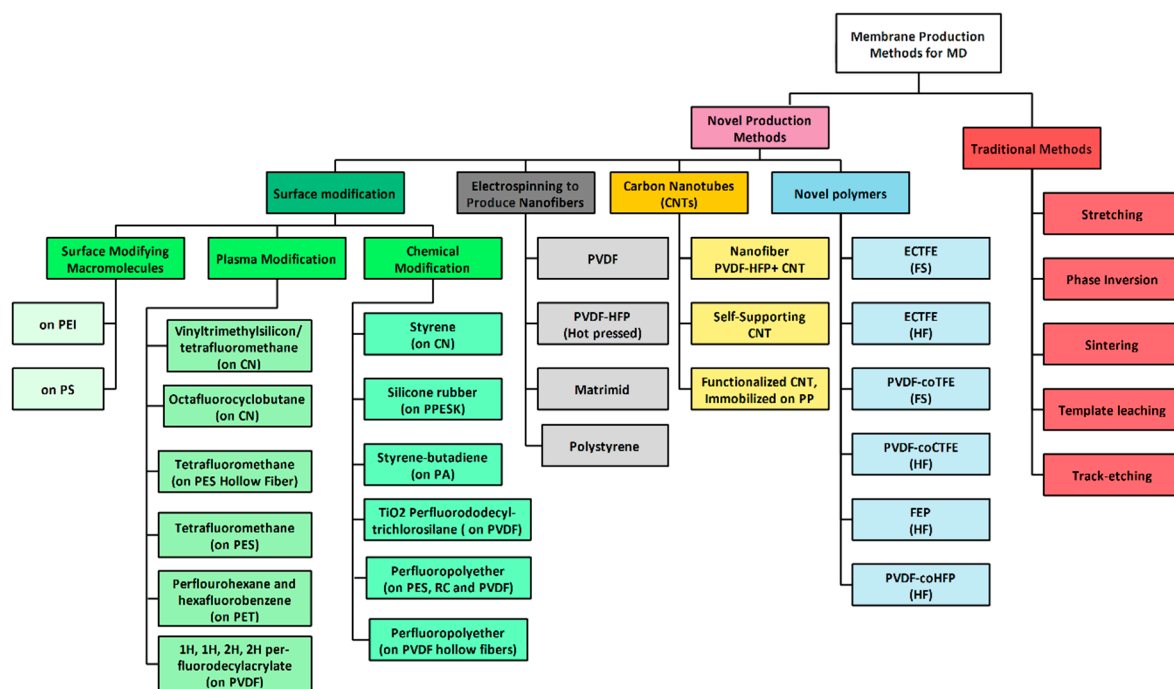 Membrane Production
Methods for MD
Novel Production
Methods
Traditional Methods
Surface modification
Electrospinning to
Produce Nanofibers
Carbon Nanotubes
(CNTs)
Novel polymers
Stretching
Phase Inversion
Sintering
Template leaching
Track-etching
Surface Modifying
Macromolecules
Plasma Modification
Chemical
Modification
on PEI
on PS
Vinyltrimethylsilicon/
tetrafluoromethane
(on CN)
Octafluorocyclobutane
(on CN)
Tetrafluoromethane
(on PES Hollow Fiber)
Tetrafluoromethane
(on PES)
Perflourohexane and
hexafluorobenzene
(on PET)
1H, 1H, 2H, 2H per-
fluorodecylacrylate
(on PVDF)
Styrene
(on CN)
Silicone rubber
(on PPESK)
Styrene-butadiene
(on PA)
TiO2 Perfluorododecyl-
trichlorosilane ( on PVDF)
Perfluoropolyether
(on PES, RC and PVDF)
Perfluoropolyether
(on PVDF hollow fibers)
PVDF
PVDF-HFP
(Hot pressed)
Matrimid
Polystyrene
Nanofiber
PVDF-HFP+ CNT
Self-Supporting
CNT
Functionalized CNT,
Immobilized on PP
ECTFE
(FS)
ECTFE
(HF)
PVDF-coTFE
(FS)
PVDF-coCTFE
(HF)
FEP
(HF)
PVDF-coHFP
(HF)